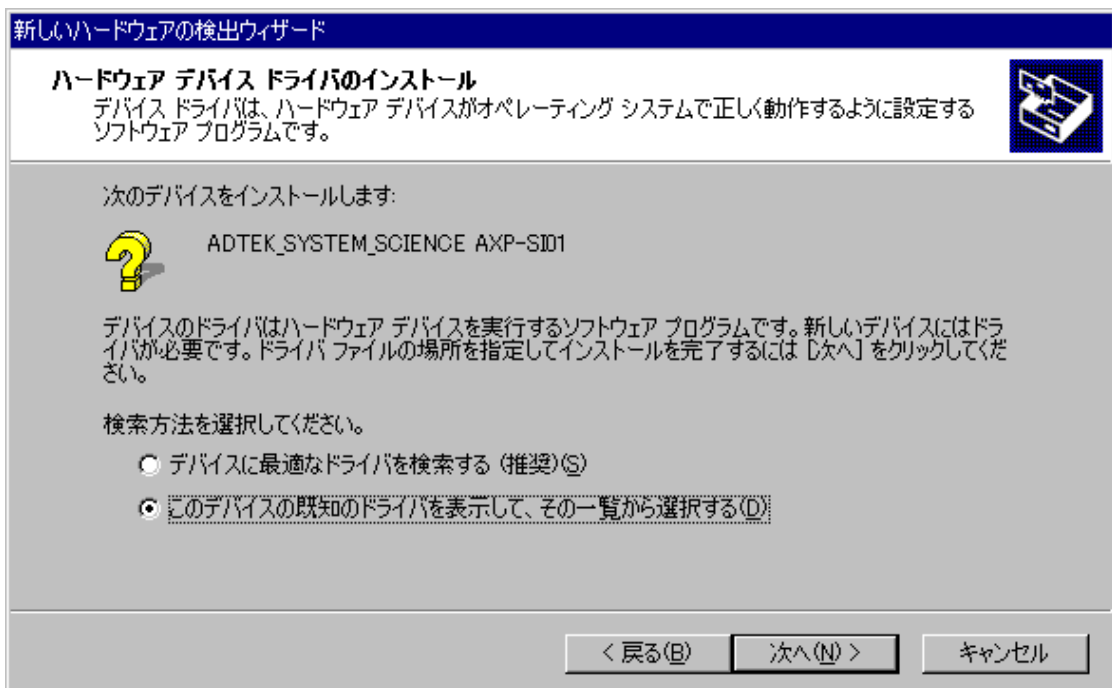 新しいハードウェアの検出ウィザード
ハードウェア デバイス ドライバのインストール
デバイス ドライバは、ハードウェア デバイスがオペレーティング システムで正しく動作するように設定する
ソフトウェア プログラムです。
次のデバイスをインストールします:
ADTEK_SYSTEM_SCIENCE AXP-SI01
デバイスのドライバはハードウェア デバイスを実行するソフトウェア プログラムです。新しいデバイスにはドラ
イバが必要です。ドライバ ファイルの場所を指定してインストールを完了するには [次へ] をクリックしてくだ
さい。
検索方法を選択してください。
デバイスに最適なドライバを検索する (推奨)(S)
このデバイスの既知のドライバを表示して、その一覧から選択する(D)
< 戻る(B) 次へ(N) > キャンセル